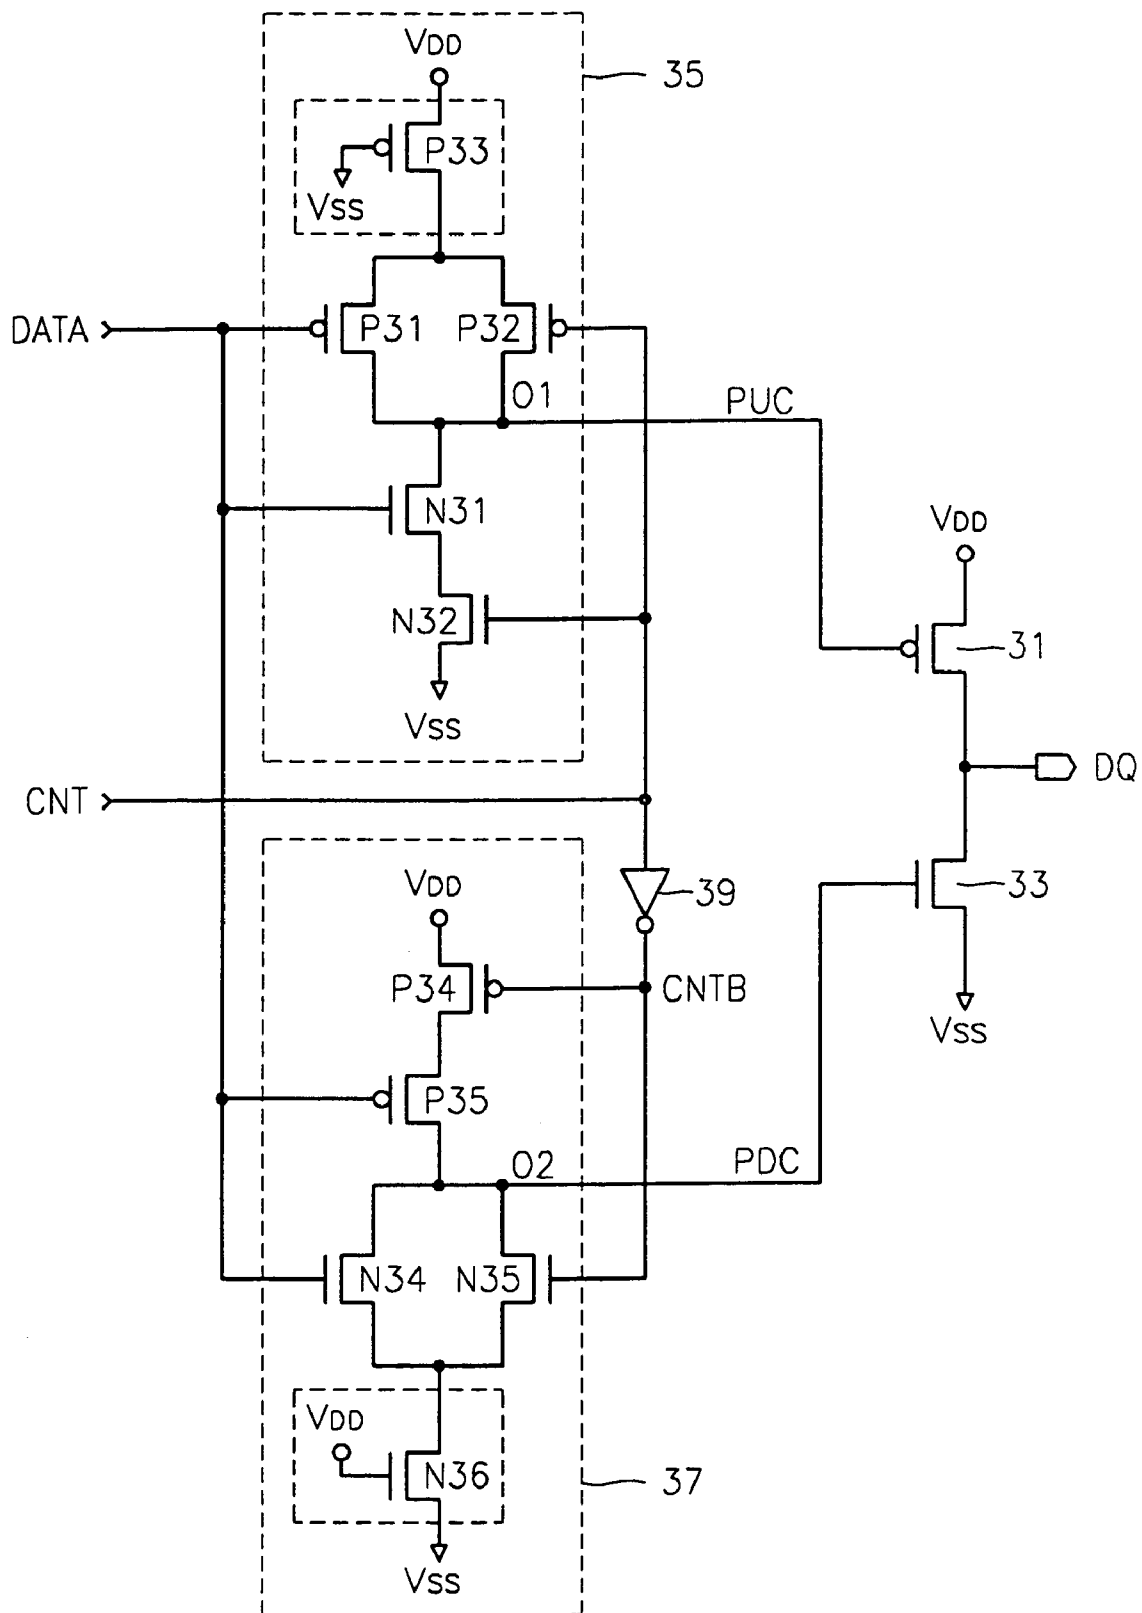 VDD
35
P33
VSS
DATA
P31
P32
O1
PUC
N31
VDD
N32
31
VSS
DQ
CNT
VDD
39
33
P34
CNTB
VSS
P35
O2
PDC
N34
N35
VDD
N36
37
VSS